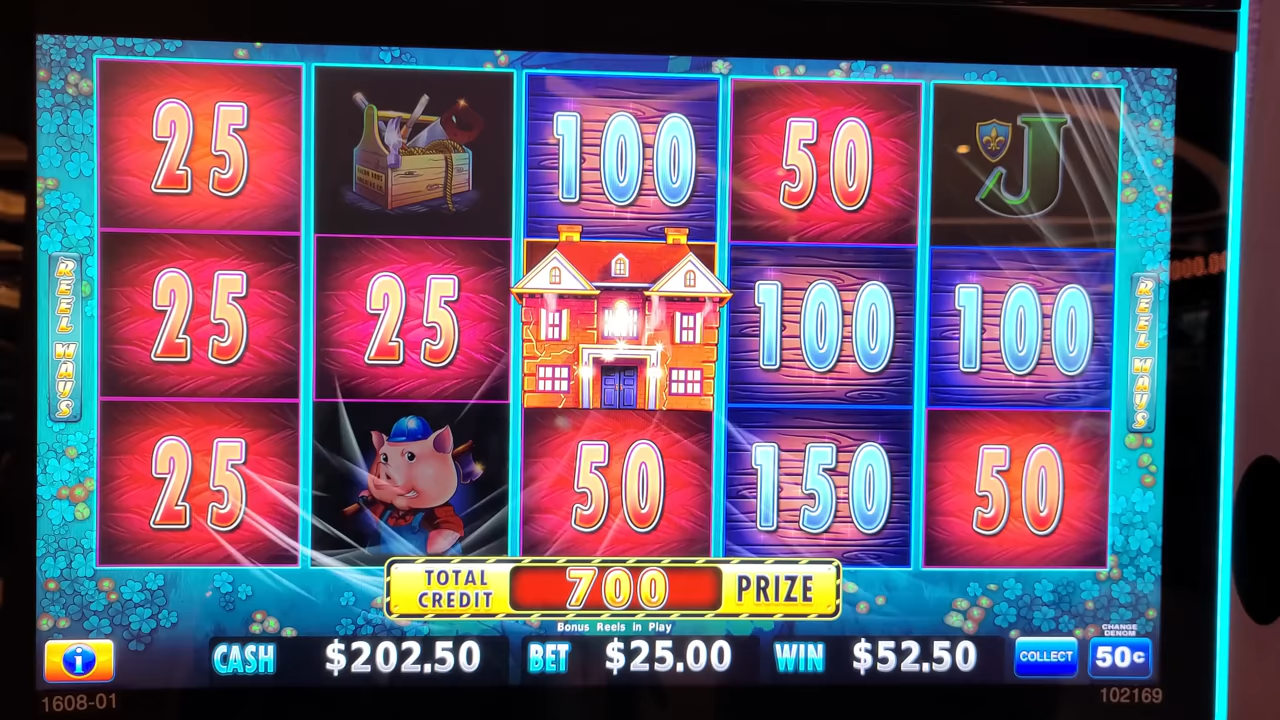 25 100 50 J
25 25 100 100
25 50 150 50
REEL WAYS
REEL WAYS
TOTAL
CREDIT
700
PRIZE
Bonus Reels in Play
CASH $202.50 BET $25.00 WIN $52.50
COLLECT
CHANGE
DENOM
50¢
1608-01
102169